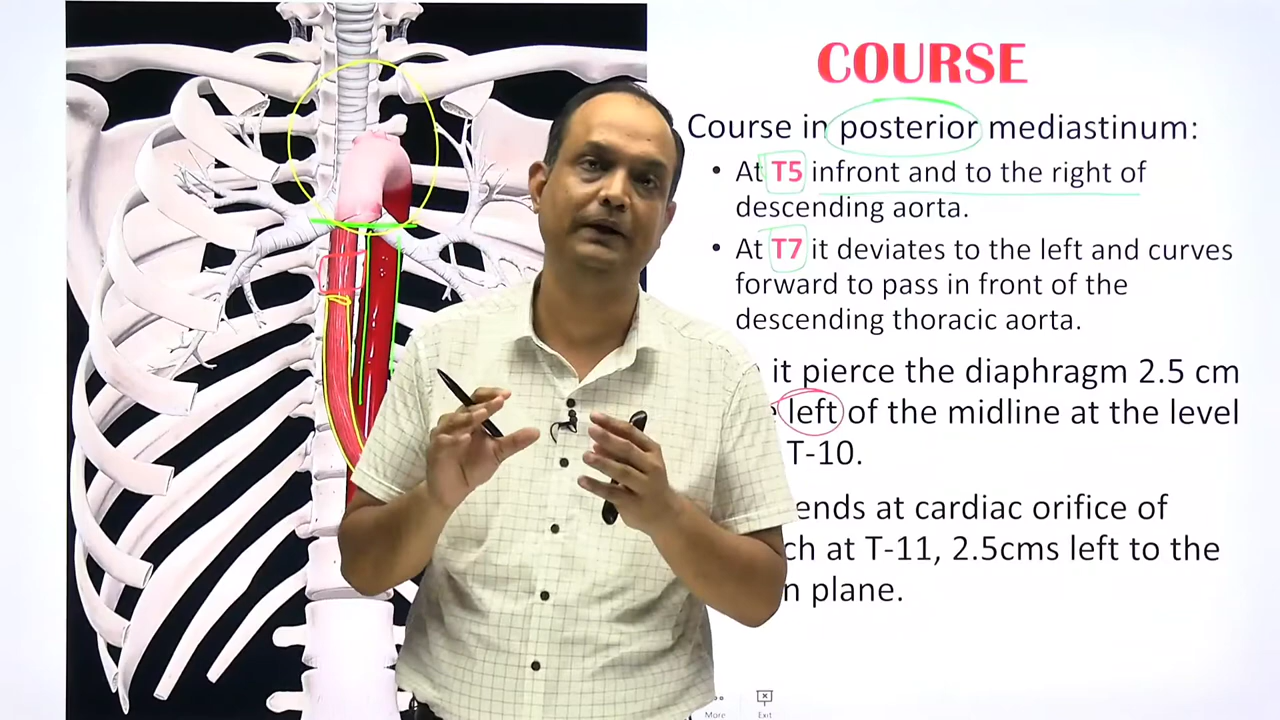 COURSE
Course in posterior mediastinum:
• At T5 infront and to the right of
descending aorta.
• At T7 it deviates to the left and curves
forward to pass in front of the
descending thoracic aorta.
it pierce the diaphragm 2.5 cm
left of the midline at the level
T-10.
ends at cardiac orifice of
at T-11, 2.5cms left to the
plane.
More
Exit